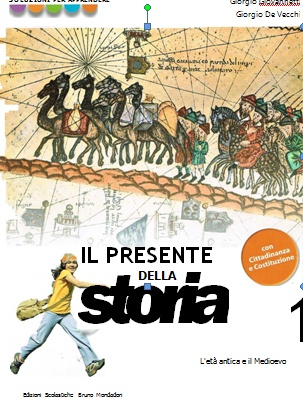 SOLUZIONI PER APPRENDERE
Giorgio
Giorgio De Vecchi
IL PRESENTE
DELLA
storia
con
Cittadinanza
e Costituzione
1
L'età antica e il Medioevo
Edizioni Scolastiche Bruno Mondadori